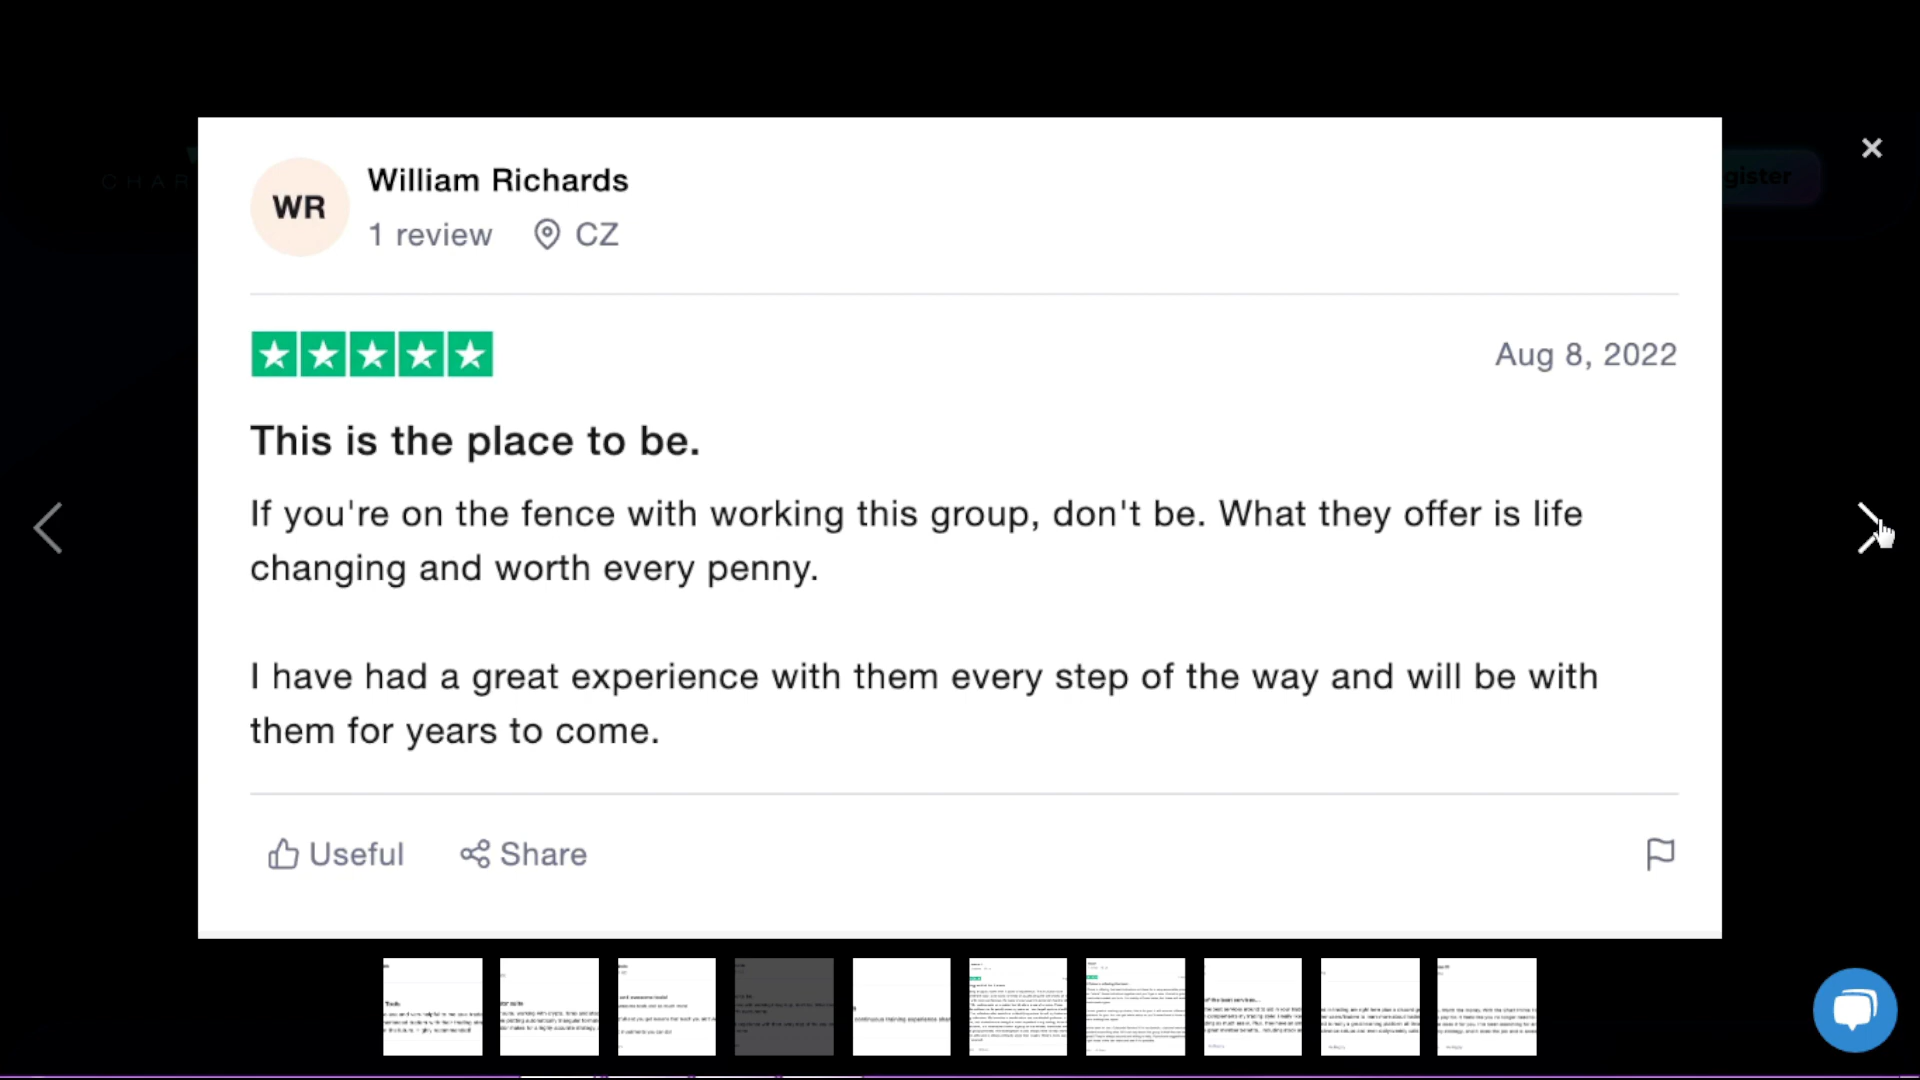 CHAR
gister
WR
William Richards
1 review CZ
Aug 8, 2022
This is the place to be.
If you're on the fence with working this group, don't be. What they offer is life
changing and worth every penny.
I have had a great experience with them every step of the way and will be with
them for years to come.
Useful Share